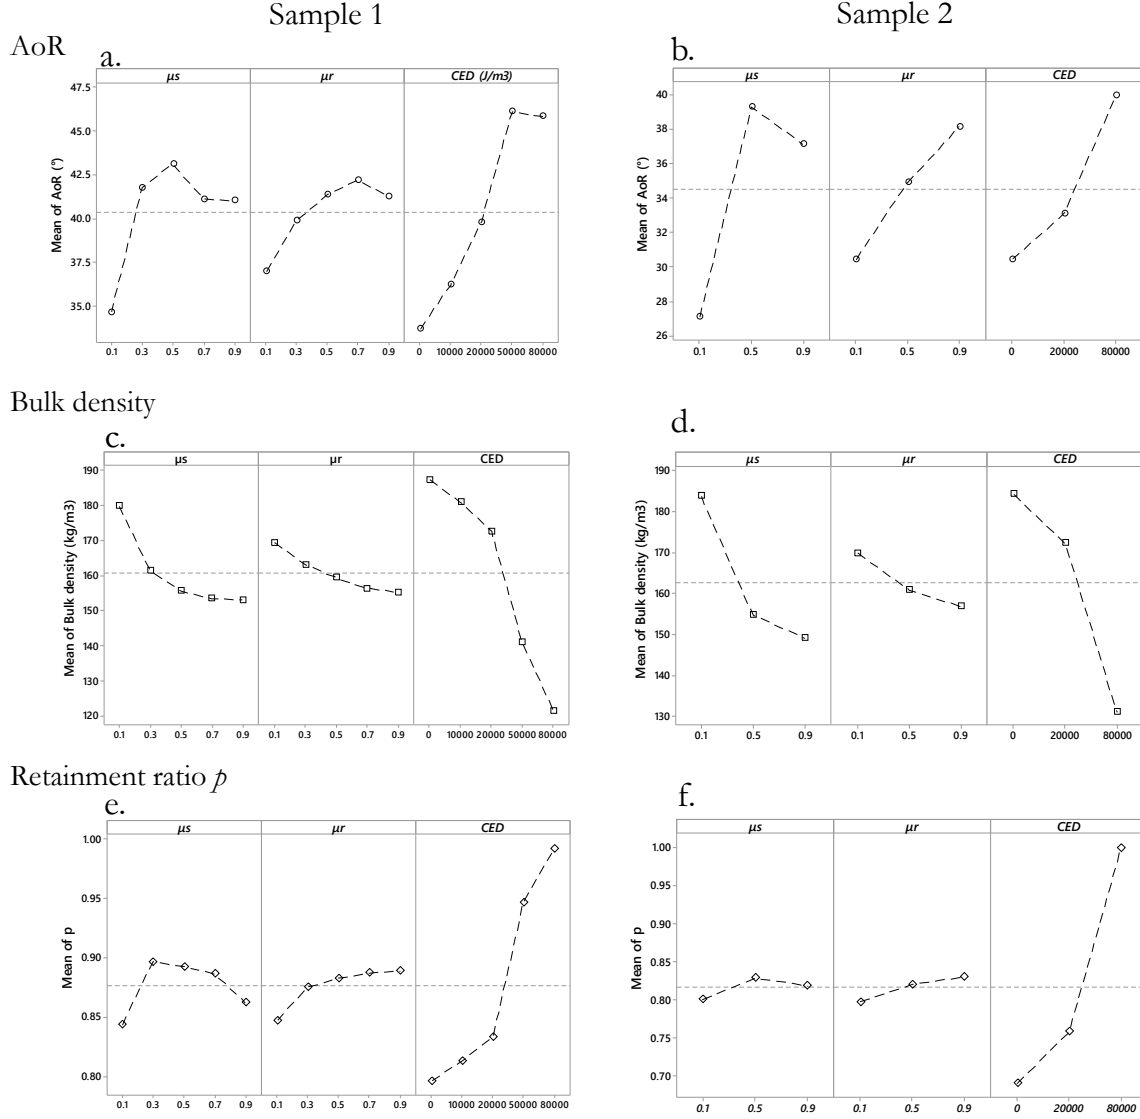 Sample 1
Sample 2
AoR
a.
b.
μs μr CED (J/m3)
μs μr CED
Mean of AoR (°)
47.5
45.0
42.5
40.0
37.5
35.0
0.1 0.3 0.5 0.7 0.9 0.1 0.3 0.5 0.7 0.9 0 10000 20000 50000 80000
Mean of AoR (°)
40
38
36
34
32
30
28
26
0.1 0.5 0.9 0.1 0.5 0.9 0 20000 80000
Bulk density
c.
d.
μs μr CED
μs μr CED
Mean of Bulk density (kg/m3)
190
180
170
160
150
140
130
120
0.1 0.3 0.5 0.7 0.9 0.1 0.3 0.5 0.7 0.9 0 10000 20000 50000 80000
Mean of Bulk density (kg/m3)
190
180
170
160
150
140
130
0.1 0.5 0.9 0.1 0.5 0.9 0 20000 80000
Retainment ratio p
e.
f.
μs μr CED
μs μr CED
Mean of p
1.00
0.95
0.90
0.85
0.80
0.1 0.3 0.5 0.7 0.9 0.1 0.3 0.5 0.7 0.9 0 10000 20000 50000 80000
Mean of p
1.00
0.95
0.90
0.85
0.80
0.75
0.70
0.1 0.5 0.9 0.1 0.5 0.9 0 20000 80000